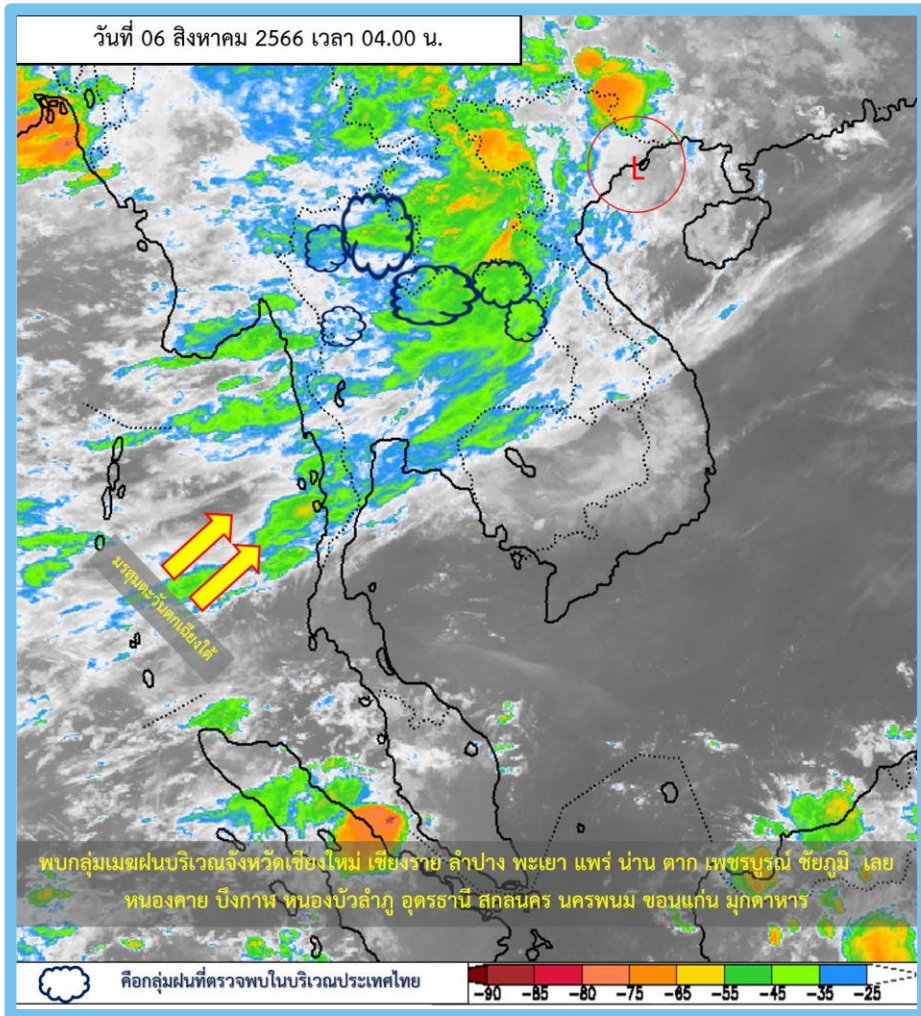 วันที่ 06 สิงหาคม 2566 เวลา 04.00 น.
L
มรสุมตะวันตกเฉียงใต้
พบกลุ่มเมฆฝนบริเวณจังหวัดเชียงใหม่ เชียงราย ลำปาง พะเยา แพร่ น่าน ตาก เพชรบูรณ์ ชัยภูมิ เลย
หนองคาย บึงกาฬ หนองบัวลำภู อุดรธานี สกลนคร นครพนม ขอนแก่น มุกดาหาร
คือกลุ่มฝนที่ตรวจพบในบริเวณประเทศไทย
-90 -85 -80 -75 -65 -55 -45 -35 -25